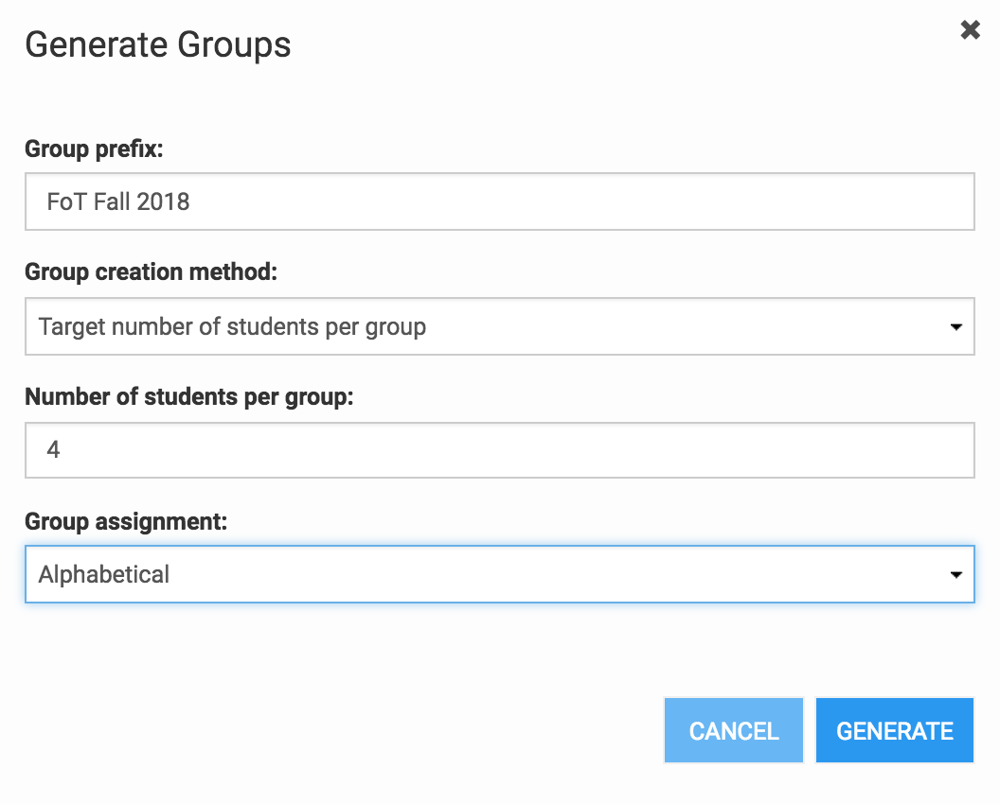 Generate Groups
Group prefix:
FoT Fall 2018
Group creation method:
Target number of students per group
Number of students per group:
4
Group assignment:
Alphabetical
CANCEL GENERATE